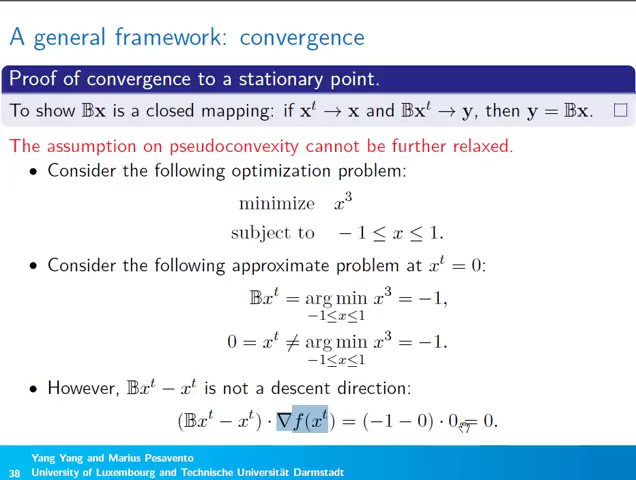 A general framework: convergence
Proof of convergence to a stationary point.
To show 𝔹x is a closed mapping: if xᵗ → x and 𝔹xᵗ → y, then y = 𝔹x. □
The assumption on pseudoconvexity cannot be further relaxed.
• Consider the following optimization problem:
minimize x³
subject to − 1 ≤ x ≤ 1.
• Consider the following approximate problem at xᵗ = 0:
𝔹xᵗ = arg min x³ = −1,
−1≤x≤1
0 = xᵗ ≠ arg min x³ = −1.
−1≤x≤1
• However, 𝔹xᵗ − xᵗ is not a descent direction:
(𝔹xᵗ − xᵗ) · ∇f(xᵗ) = (−1 − 0) · 0 = 0.
Yang Yang and Marius Pesavento
38 University of Luxembourg and Technische Universität Darmstadt